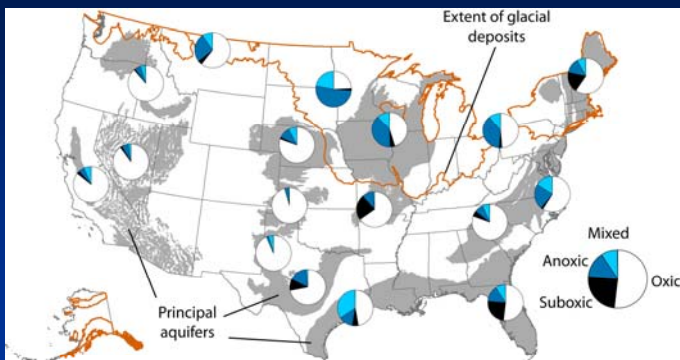 Extent of glacial
deposits
Mixed
Anoxic
Oxic
Suboxic
Principal
aquifers